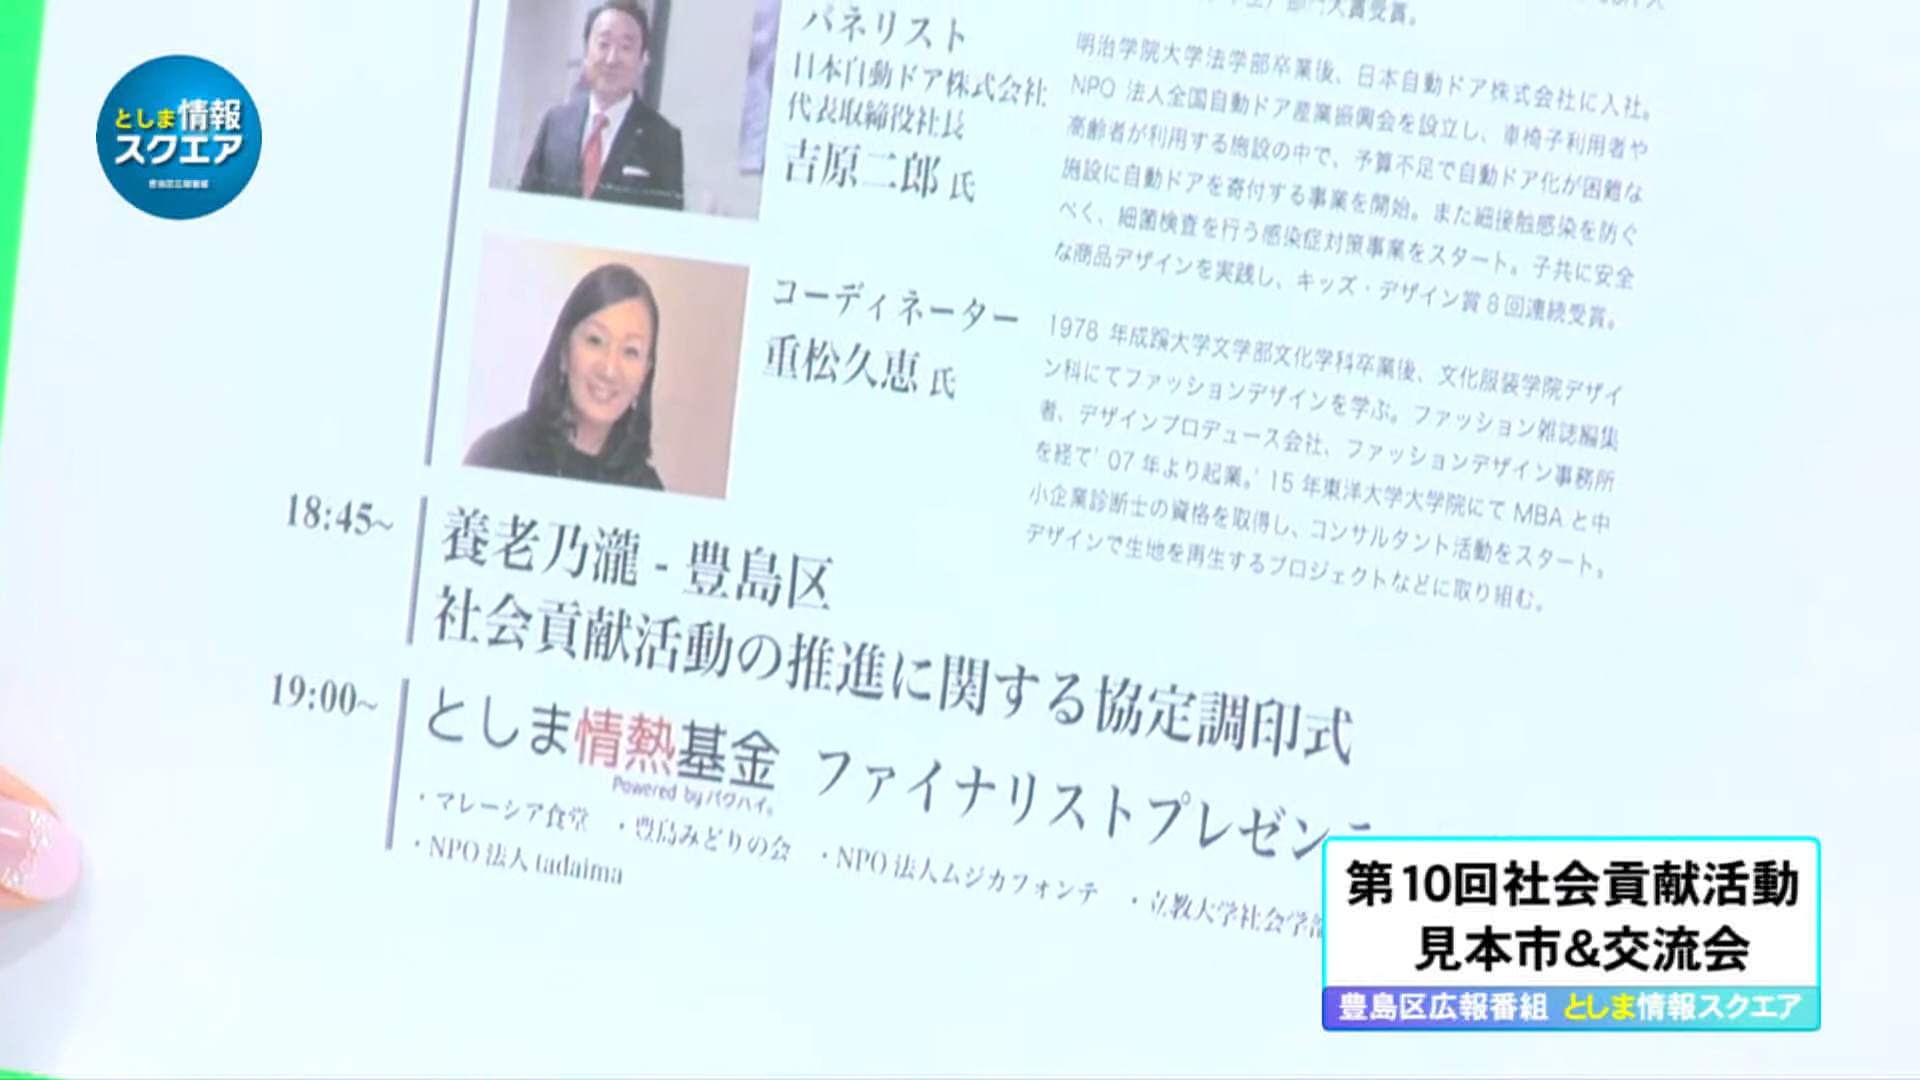 としま情報
スクエア
豊島区広報番組
大賞受賞。
パネリスト
日本自動ドア株式会社
代表取締役社長
吉原二郎 氏
明治学院大学法学部卒業後、日本自動ドア株式会社に入社。
NPO 法人全国自動ドア産業振興会を設立し、車椅子利用者や
高齢者が利用する施設の中で、予算不足で自動ドア化が困難な
施設に自動ドアを寄付する事業を開始。また細接触感染を防ぐ
べく、細菌検査を行う感染症対策事業をスタート。子共に安全
な商品デザインを実践し、キッズ・デザイン賞 8 回連続受賞。
コーディネーター
重松久恵 氏
1978 年成蹊大学文学部文化学科卒業後、文化服装学院デザイ
ン科にてファッションデザインを学ぶ。ファッション雑誌編集
者、デザインプロデュース会社、ファッションデザイン事務所
を経て' 07 年より起業。' 15 年東洋大学大学院にて MBA と中
小企業診断士の資格を取得し、コンサルタント活動をスタート。
デザインで生地を再生するプロジェクトなどに取り組む。
18:45~
養老乃瀧 - 豊島区
社会貢献活動の推進に関する協定調印式
19:00~
としま情熱基金 ファイナリストプレゼン
Powered by パクハイ。
・マレーシア食堂 ・豊島みどりの会 ・NPO 法人ムジカフォンテ ・立教大学社会学部
・NPO 法人 tadaima
第10回社会貢献活動
見本市&交流会
豊島区広報番組 としま情報スクエア